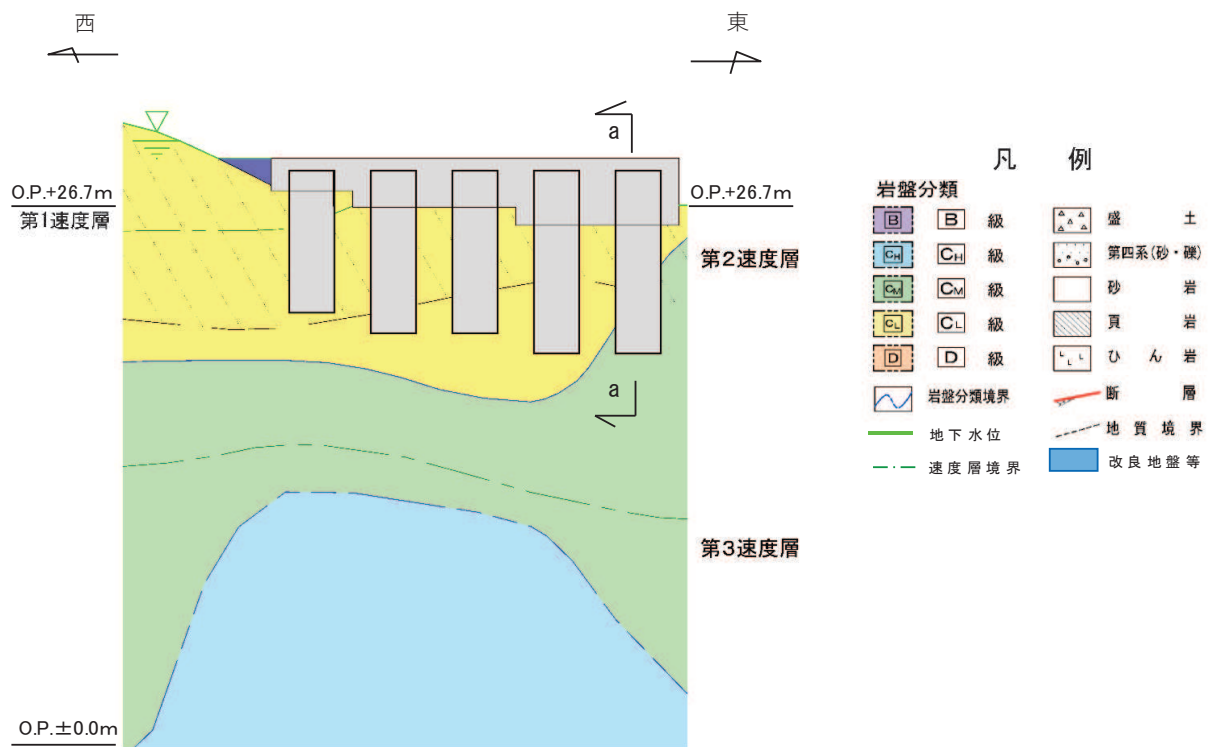 西
東
a
O.P.+26.7m
O.P.+26.7m
第1速度層
第2速度層
a
第3速度層
O.P.±0.0m
凡 例
岩盤分類
B B 級
CH CH 級
CM CM 級
CL CL 級
D D 級
岩盤分類境界
地下水位
速度層境界
盛 土
第四系(砂・礫)
砂 岩
頁 岩
ひ ん 岩
断 層
地質境界
改良地盤等